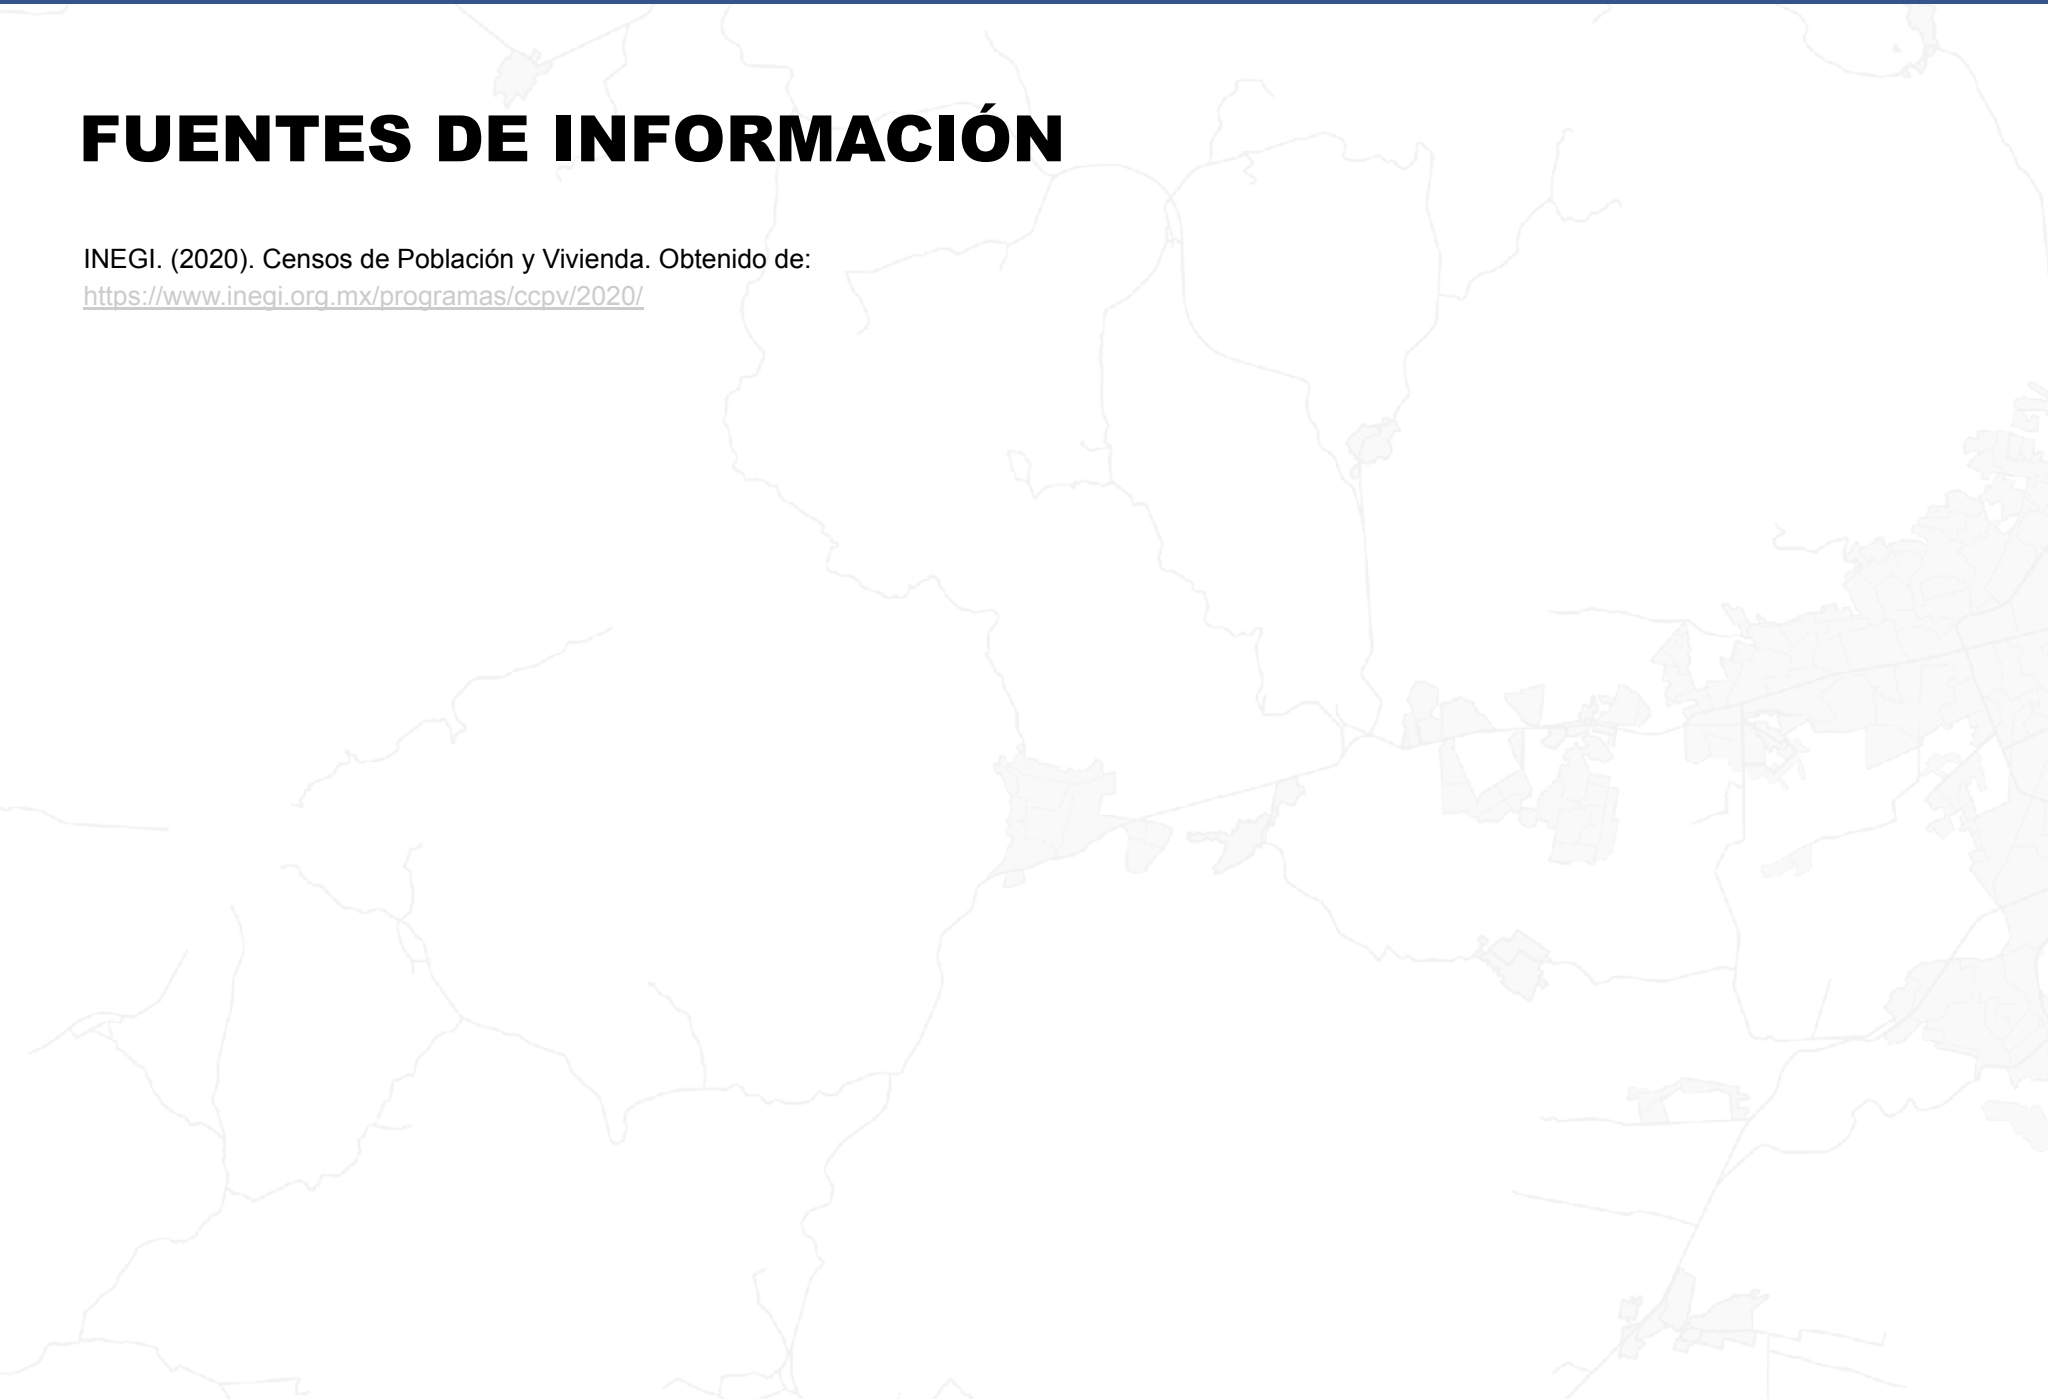 FUENTES DE INFORMACIÓN
INEGI. (2020). Censos de Población y Vivienda. Obtenido de:
https://www.inegi.org.mx/programas/ccpv/2020/